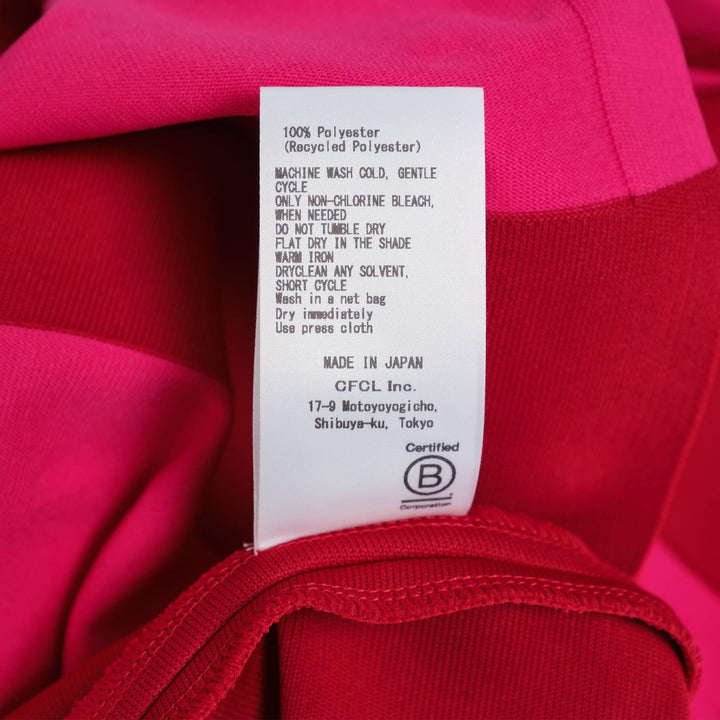 100% Polyester
(Recycled Polyester)
MACHINE WASH COLD, GENTLE
CYCLE
ONLY NON-CHLORINE BLEACH,
WHEN NEEDED
DO NOT TUMBLE DRY
FLAT DRY IN THE SHADE
WARM IRON
DRYCLEAN ANY SOLVENT,
SHORT CYCLE
Wash in a net bag
Dry immediately
Use press cloth
MADE IN JAPAN
CFCL Inc.
17-9 Motoyoyogicho,
Shibuya-ku, Tokyo
Certified
B
Corporation